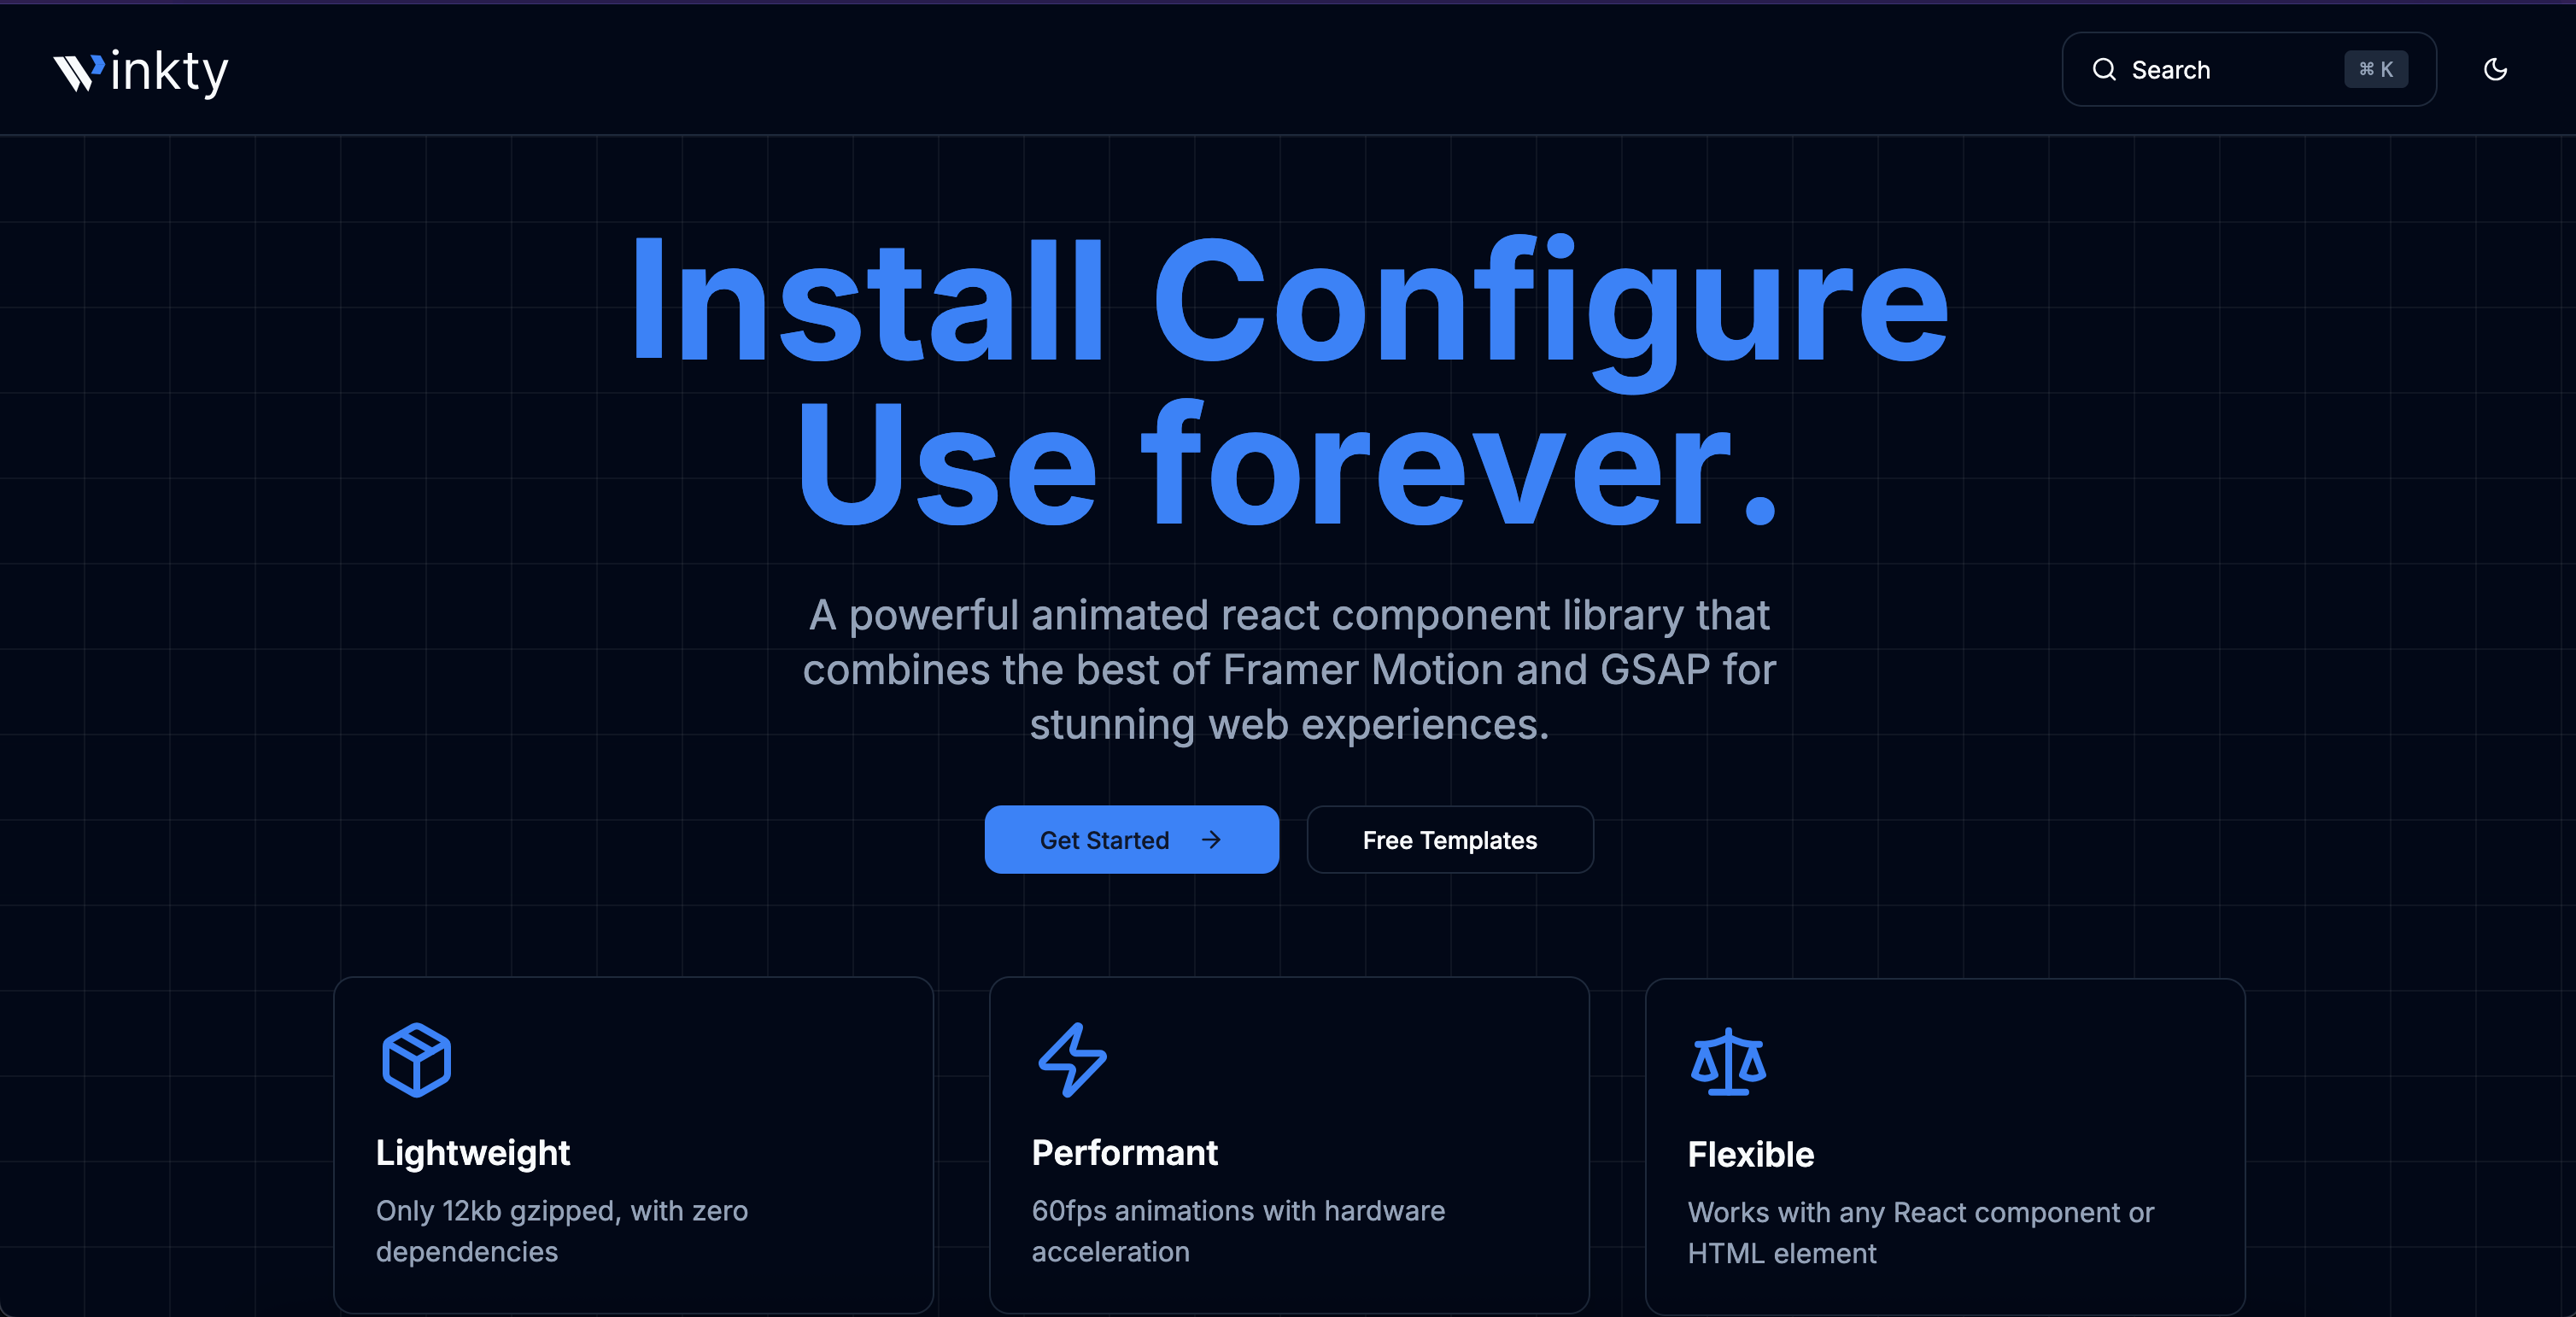 Winkty
Search
⌘ K
Install Configure
Use forever.
A powerful animated react component library that
combines the best of Framer Motion and GSAP for
stunning web experiences.
Get Started →
Free Templates
Lightweight
Only 12kb gzipped, with zero
dependencies
Performant
60fps animations with hardware
acceleration
Flexible
Works with any React component or
HTML element